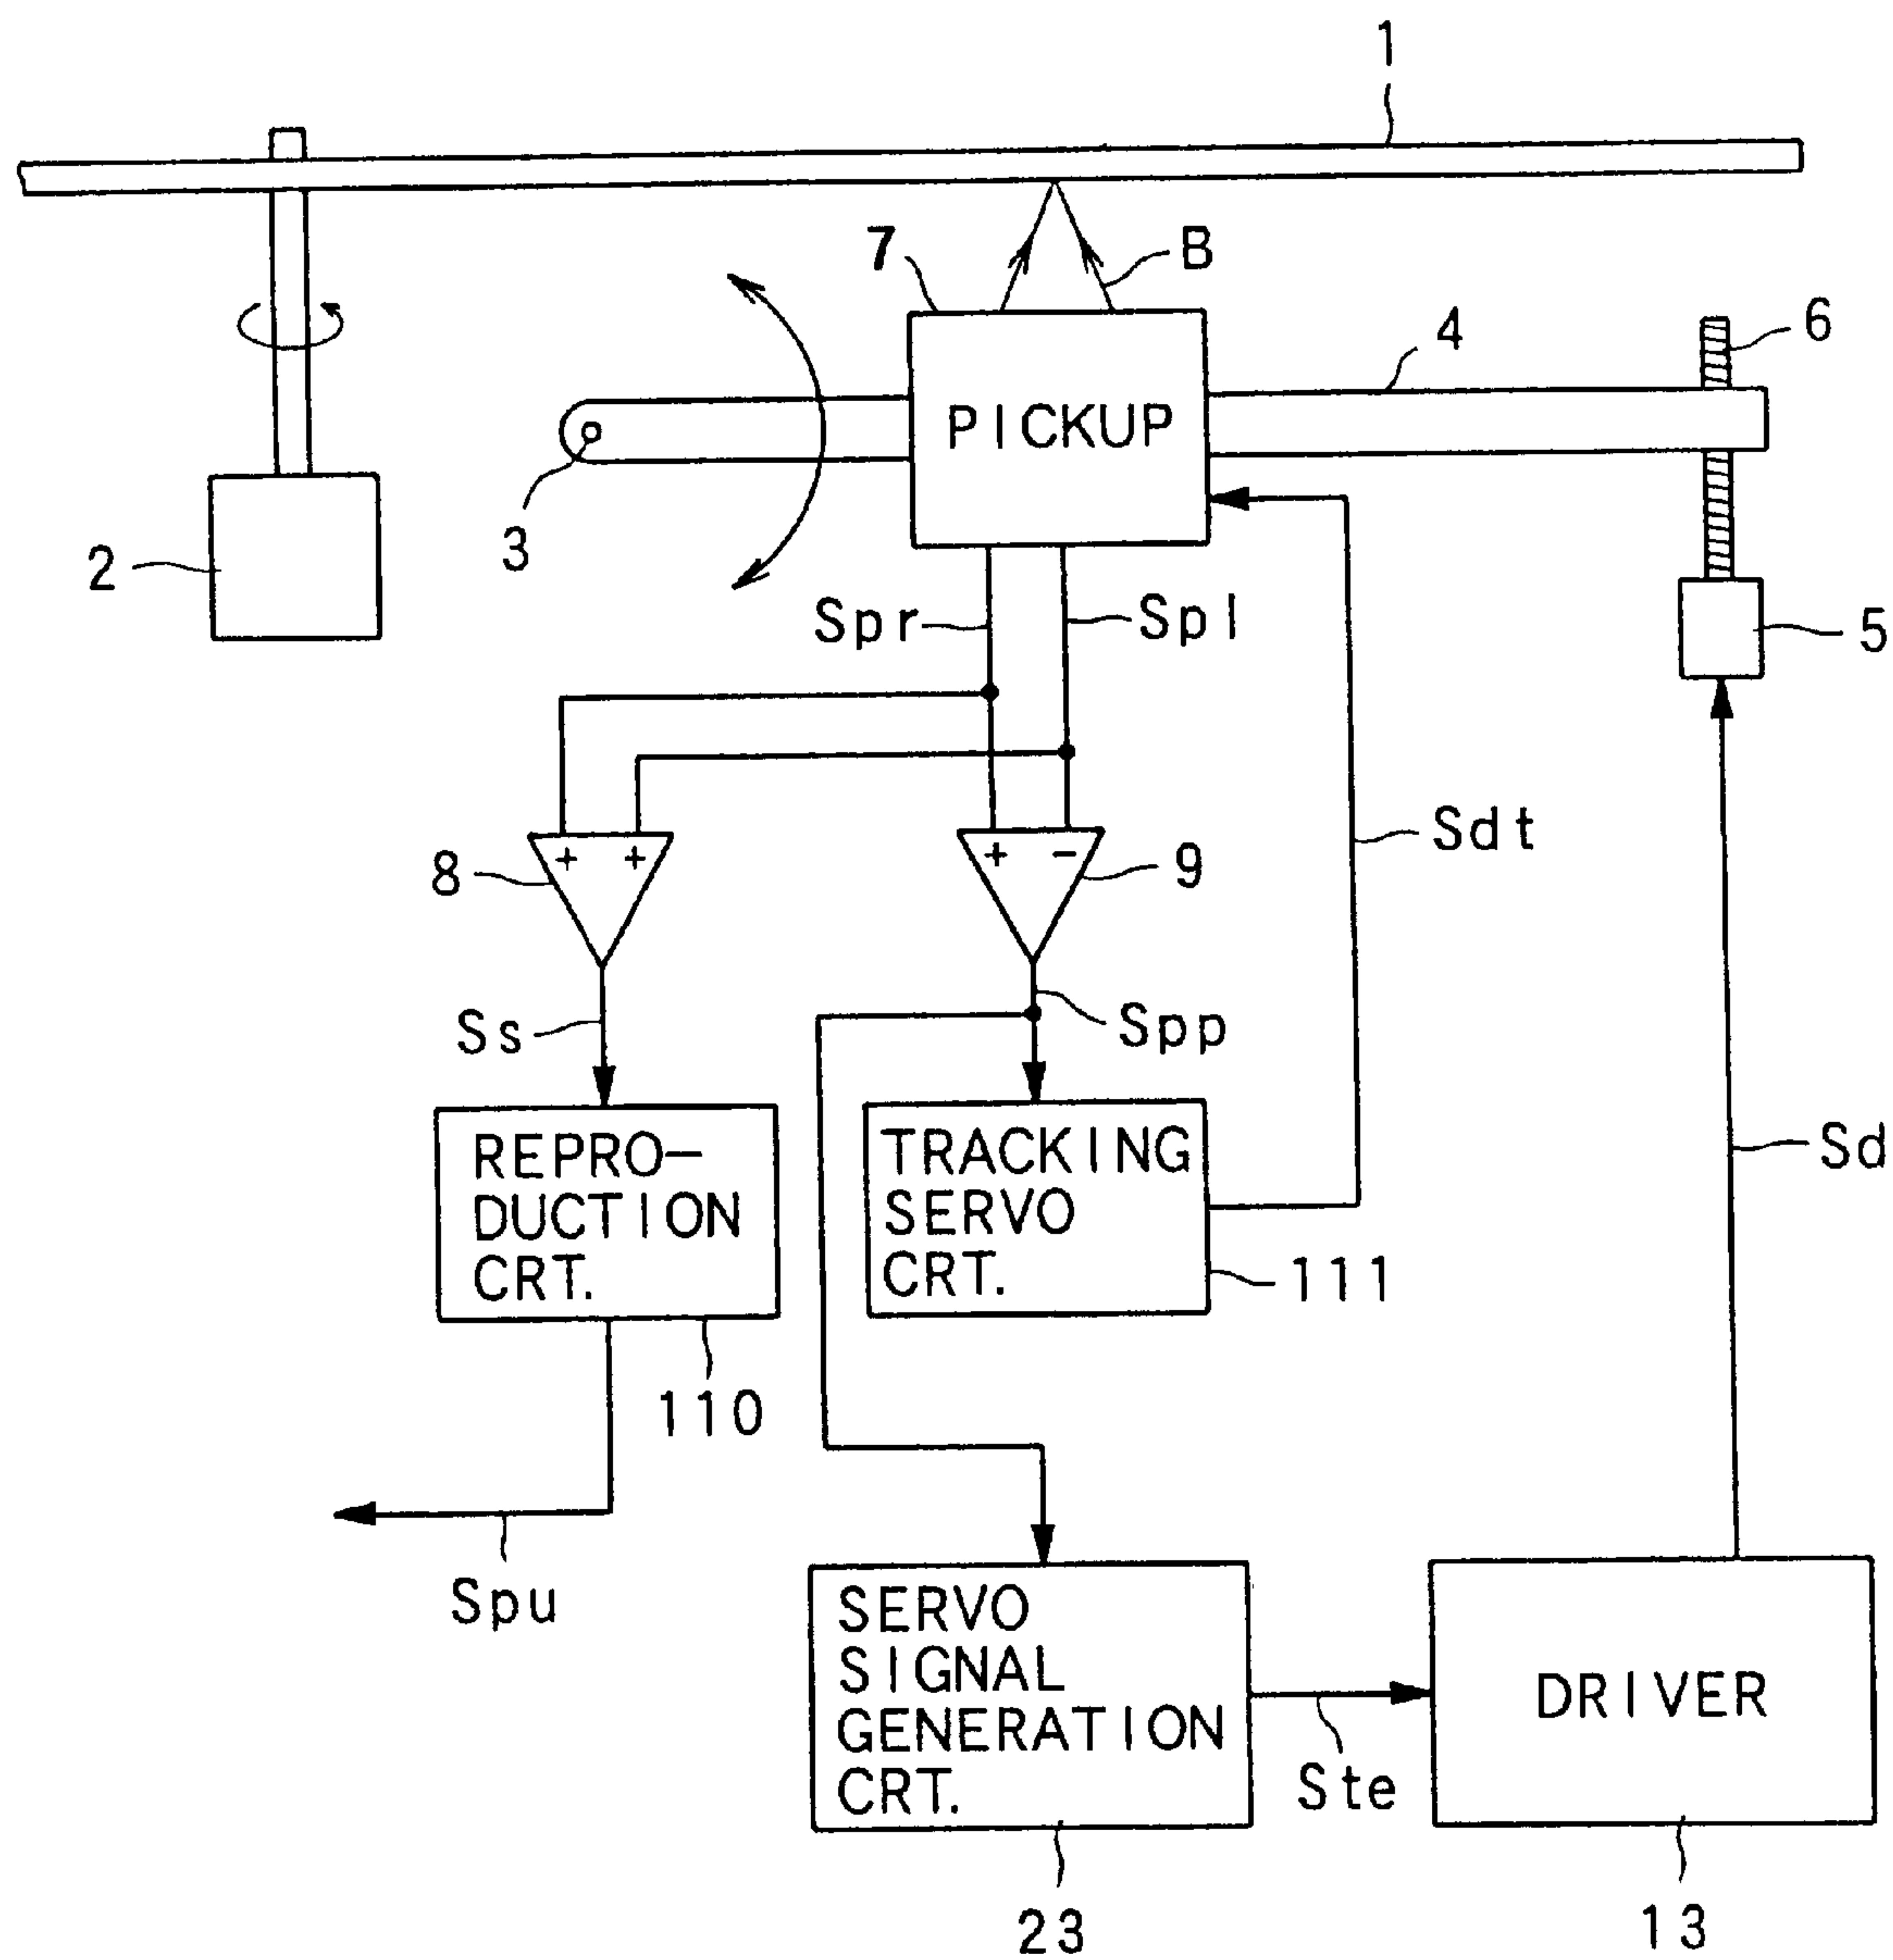 1
7
B
4
6
PICKUP
3
2
Spr
Spl
5
Sdt
+ +
+ -
8
9
Ss
Spp
Sd
REPRO-
DUCTION
CRT.
TRACKING
SERVO
CRT.
111
110
Spu
SERVO
SIGNAL
GENERATION
CRT.
DRIVER
Ste
23
13